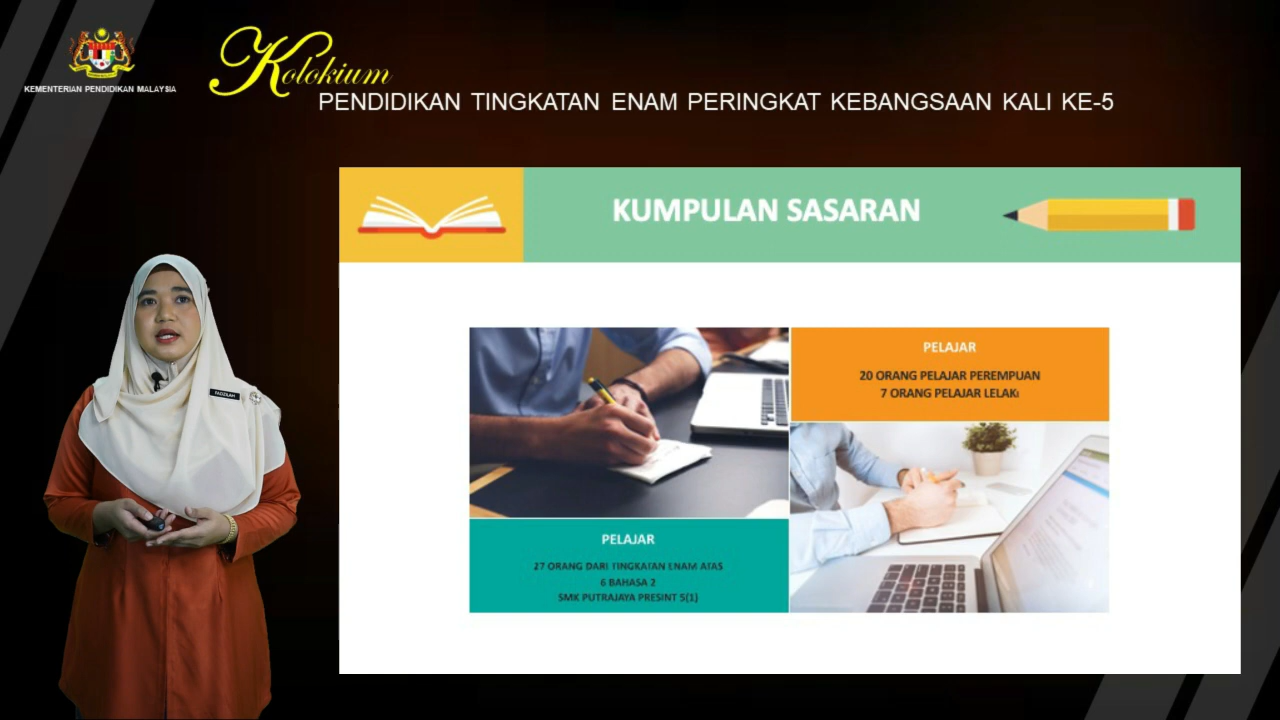 Kolokium
KEMENTERIAN PENDIDIKAN MALAYSIA
PENDIDIKAN TINGKATAN ENAM PERINGKAT KEBANGSAAN KALI KE-5
KUMPULAN SASARAN
PELAJAR
20 ORANG PELAJAR PEREMPUAN
7 ORANG PELAJAR LELAKI
PELAJAR
27 ORANG DARI TINGKATAN ENAM ATAS
6 BAHASA 2
SMK PUTRAJAYA PRESINT 5(1)